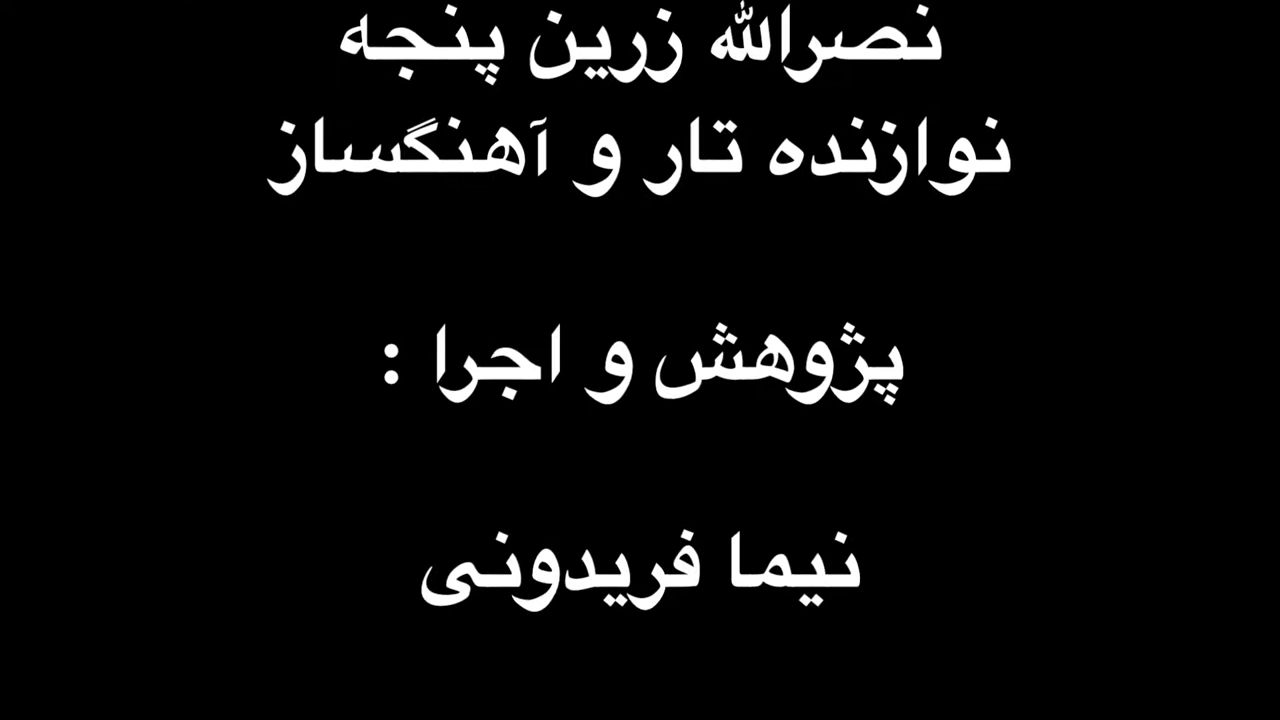 نصرالله زرین پنجه
نوازنده تار و آهنگساز
پژوهش و اجرا :
نیما فریدونی